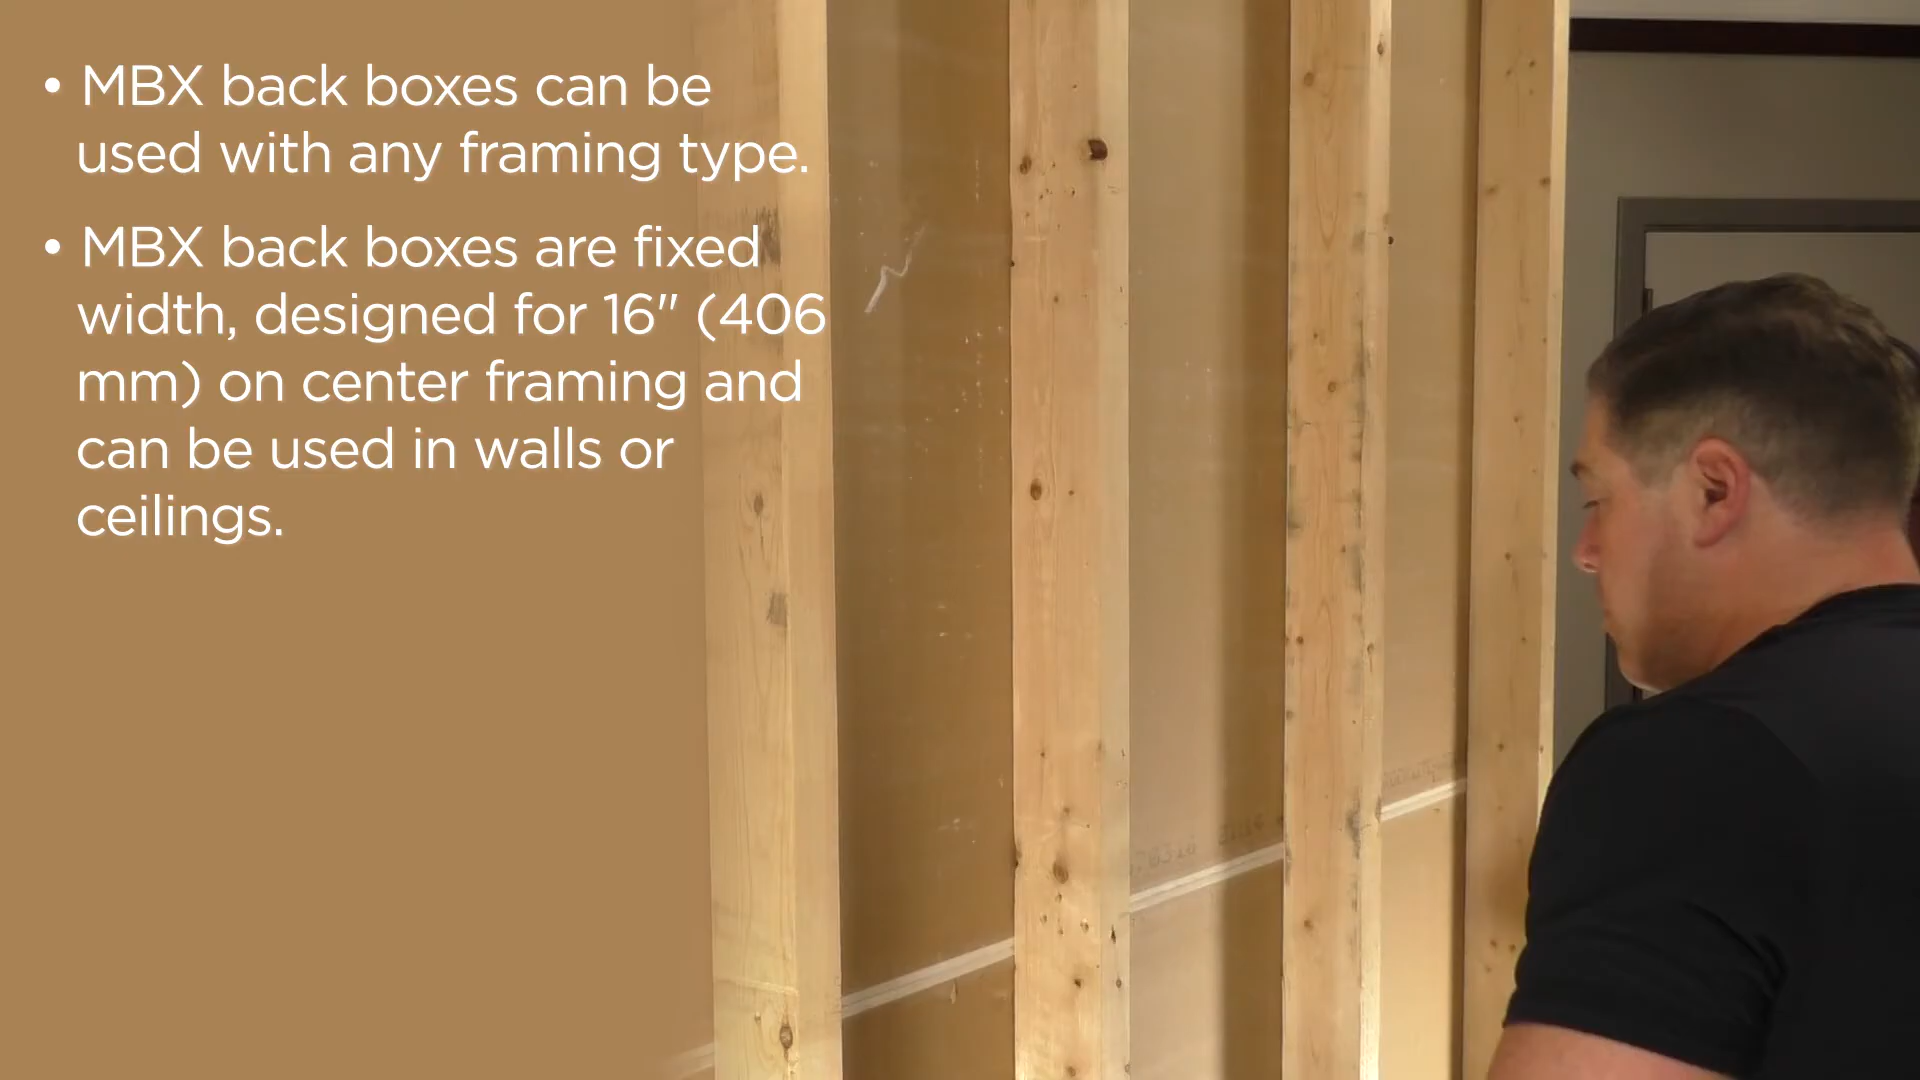 • MBX back boxes can be
used with any framing type.
• MBX back boxes are fixed
width, designed for 16" (406
mm) on center framing and
can be used in walls or
ceilings.